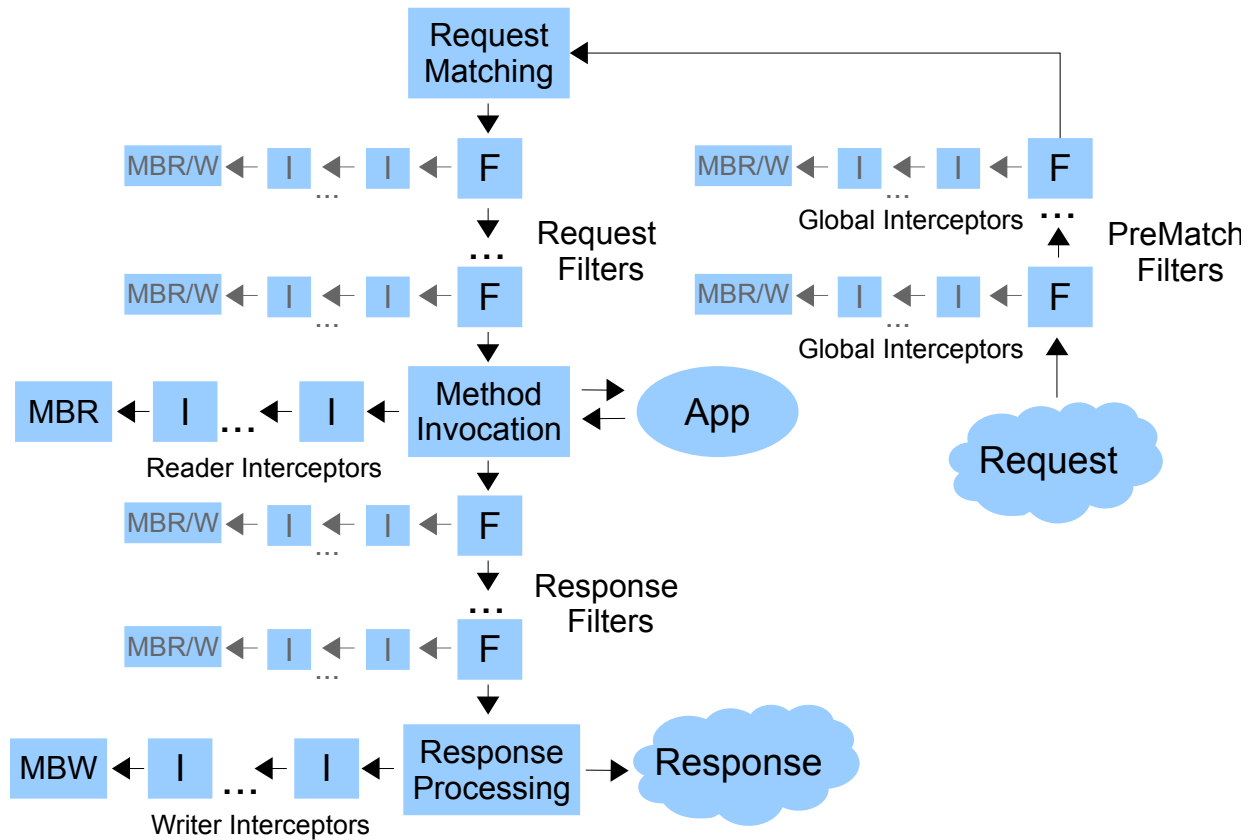 Request
Matching
MBR/W I ... I F
MBR/W I ... I F
Global Interceptors
...
Request
Filters
PreMatch
Filters
...
MBR/W I ... I F
MBR/W I ... I F
Global Interceptors
MBR I ... I
Method
Invocation
App
Reader Interceptors
Request
MBR/W I ... I F
...
Response
Filters
MBR/W I ... I F
MBW I ... I
Response
Processing
Response
Writer Interceptors